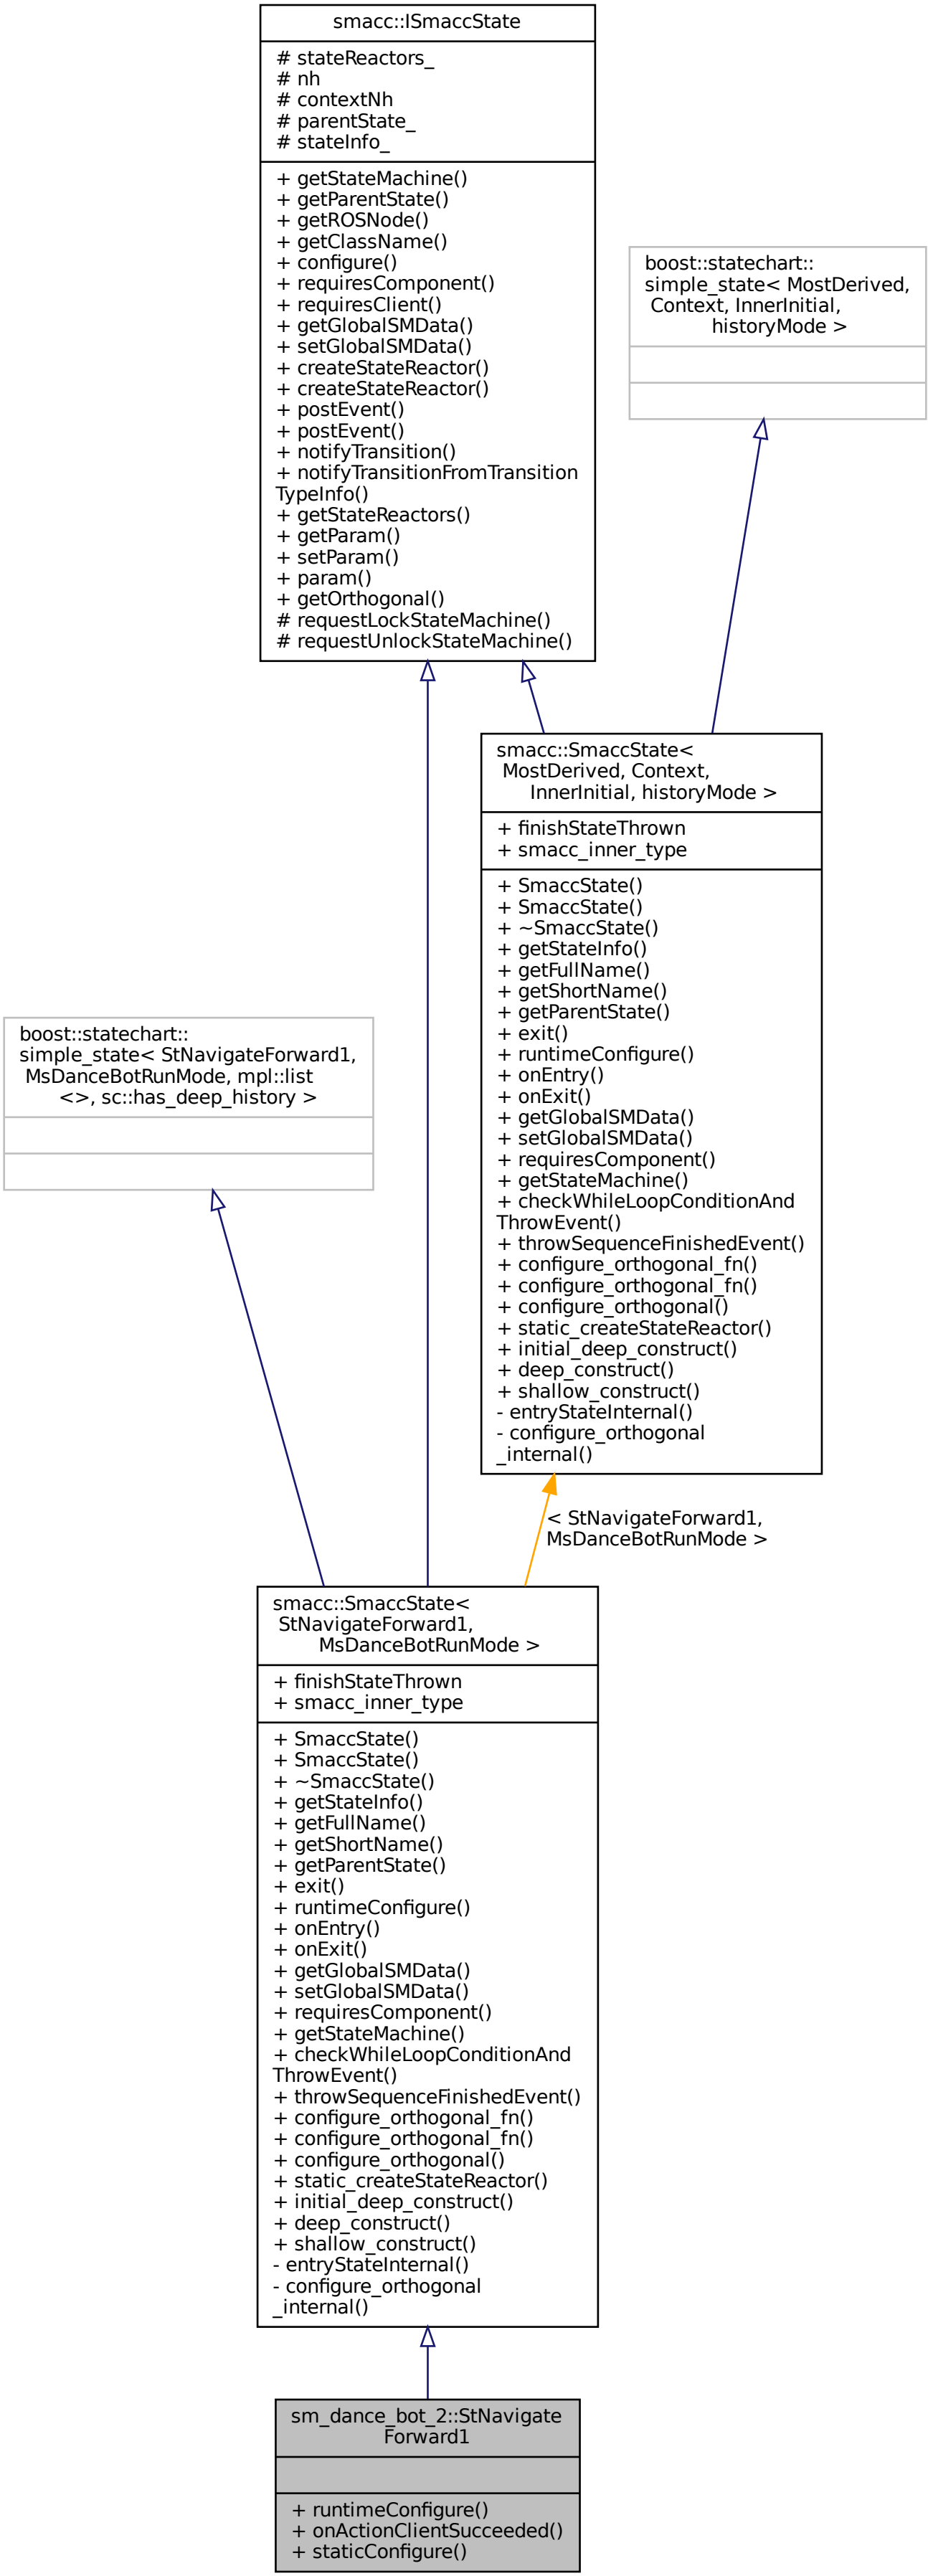 smacc::ISmaccState
# stateReactors_
# nh
# contextNh
# parentState_
# stateInfo_
+ getStateMachine()
+ getParentState()
+ getROSNode()
+ getClassName()
+ configure()
+ requiresComponent()
+ requiresClient()
+ getGlobalSMData()
+ setGlobalSMData()
+ createStateReactor()
+ createStateReactor()
+ postEvent()
+ postEvent()
+ notifyTransition()
+ notifyTransitionFromTransition
TypeInfo()
+ getStateReactors()
+ getParam()
+ setParam()
+ param()
+ getOrthogonal()
# requestLockStateMachine()
# requestUnlockStateMachine()
boost::statechart::
simple_state< MostDerived,
Context, InnerInitial,
historyMode >
smacc::SmaccState<
MostDerived, Context,
InnerInitial, historyMode >
+ finishStateThrown
+ smacc_inner_type
+ SmaccState()
+ SmaccState()
+ ~SmaccState()
+ getStateInfo()
+ getFullName()
+ getShortName()
+ getParentState()
+ exit()
+ runtimeConfigure()
+ onEntry()
+ onExit()
+ getGlobalSMData()
+ setGlobalSMData()
+ requiresComponent()
+ getStateMachine()
+ checkWhileLoopConditionAnd
ThrowEvent()
+ throwSequenceFinishedEvent()
+ configure_orthogonal_fn()
+ configure_orthogonal_fn()
+ configure_orthogonal()
+ static_createStateReactor()
+ initial_deep_construct()
+ deep_construct()
+ shallow_construct()
- entryStateInternal()
- configure_orthogonal
_internal()
boost::statechart::
simple_state< StNavigateForward1,
MsDanceBotRunMode, mpl::list
<>, sc::has_deep_history >
< StNavigateForward1,
MsDanceBotRunMode >
smacc::SmaccState<
StNavigateForward1,
MsDanceBotRunMode >
+ finishStateThrown
+ smacc_inner_type
+ SmaccState()
+ SmaccState()
+ ~SmaccState()
+ getStateInfo()
+ getFullName()
+ getShortName()
+ getParentState()
+ exit()
+ runtimeConfigure()
+ onEntry()
+ onExit()
+ getGlobalSMData()
+ setGlobalSMData()
+ requiresComponent()
+ getStateMachine()
+ checkWhileLoopConditionAnd
ThrowEvent()
+ throwSequenceFinishedEvent()
+ configure_orthogonal_fn()
+ configure_orthogonal_fn()
+ configure_orthogonal()
+ static_createStateReactor()
+ initial_deep_construct()
+ deep_construct()
+ shallow_construct()
- entryStateInternal()
- configure_orthogonal
_internal()
sm_dance_bot_2::StNavigate
Forward1
+ runtimeConfigure()
+ onActionClientSucceeded()
+ staticConfigure()